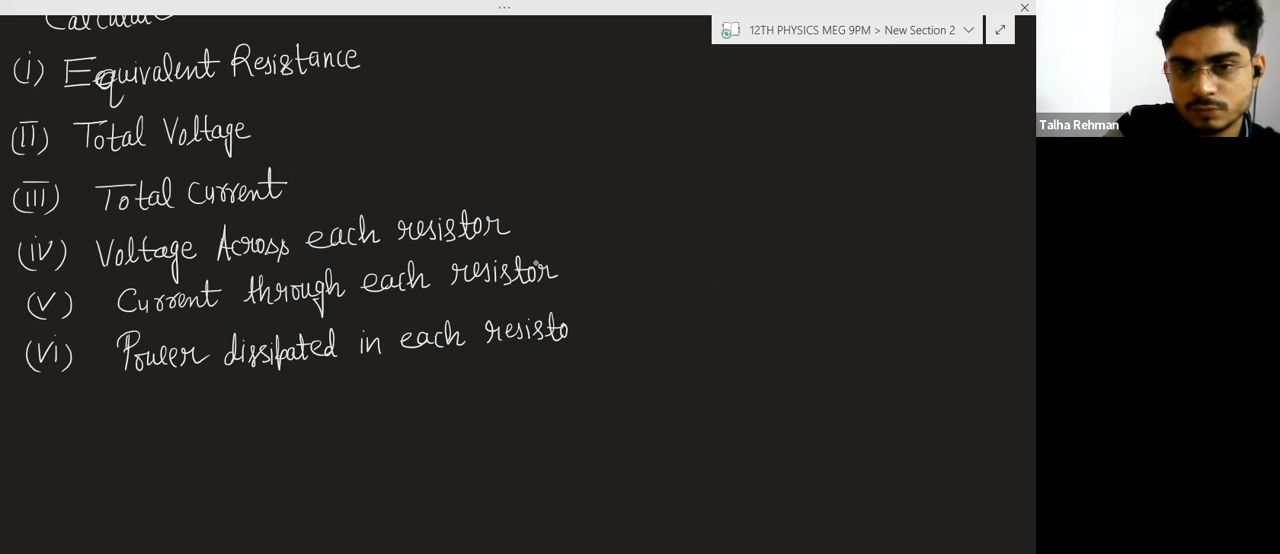 Calculate
12TH PHYSICS MEG 9PM > New Section 2
(i) Equivalent Resistance
(II) Total Voltage
(III) Total Current
(iv) Voltage Across each resistor
(V) Current through each resistor
(VI) Power dissipated in each resisto
Talha Rehman